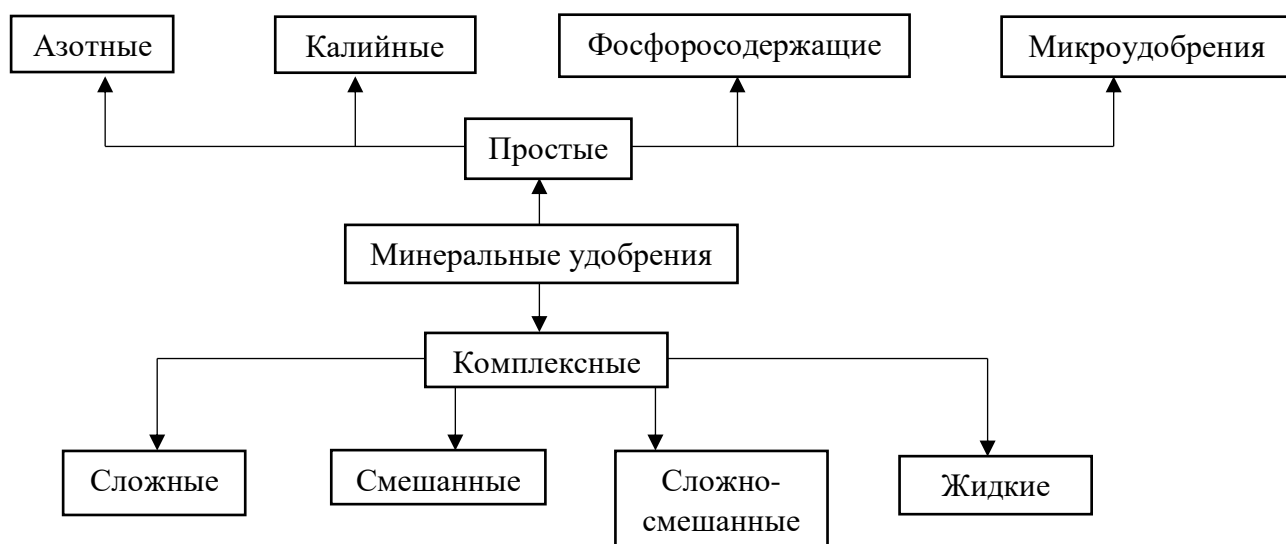 Азотные
Калийные
Фосфоросодержащие
Микроудобрения
Простые
Минеральные удобрения
Комплексные
Сложные
Смешанные
Сложно-
смешанные
Жидкие